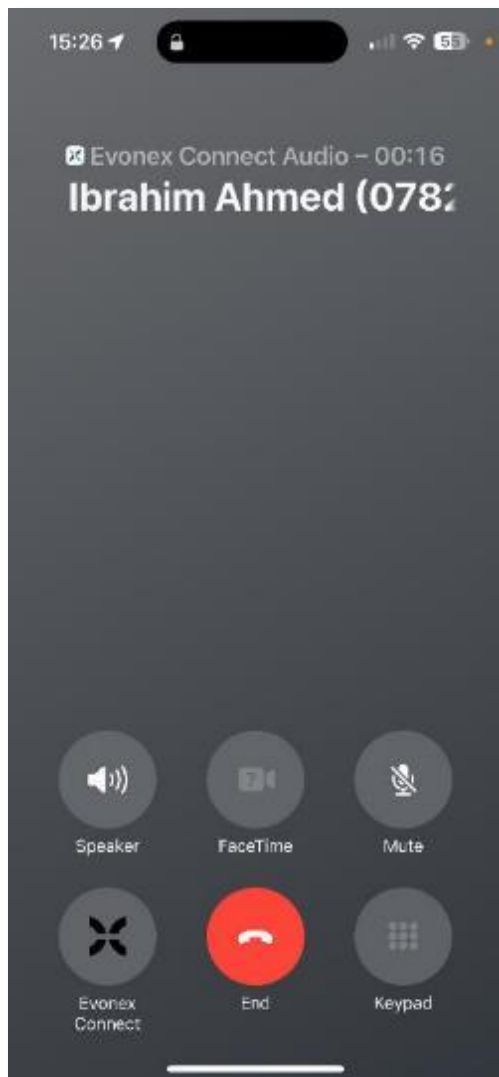 15:26
55
Evonex Connect Audio – 00:16
Ibrahim Ahmed (078
Speaker
FaceTime
Mute
Evonex
Connect
End
Keypad